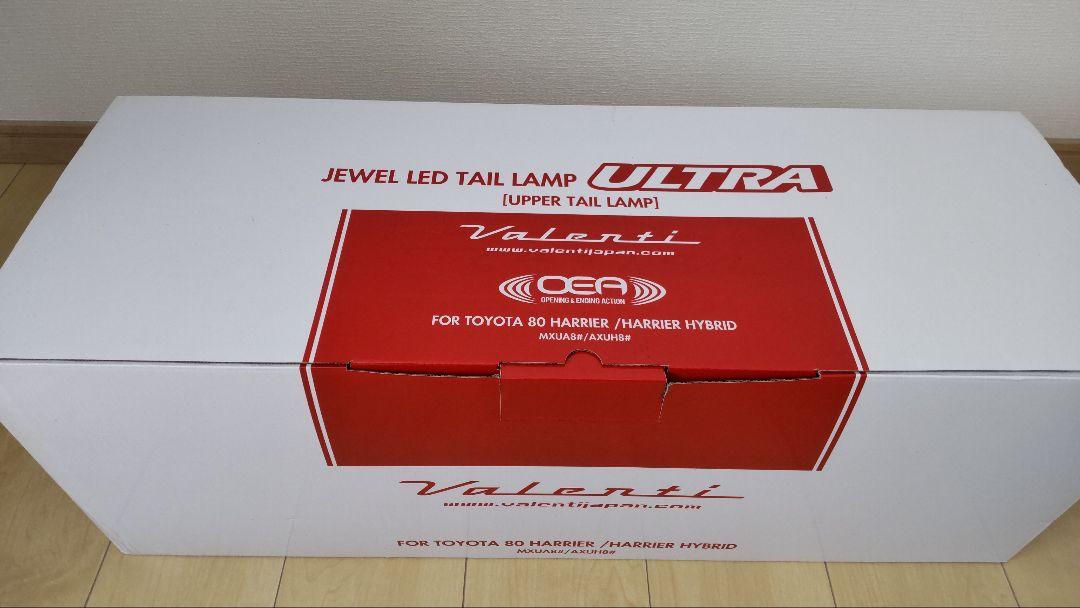 JEWEL LED TAIL LAMP ULTRA
[UPPER TAIL LAMP]
Valenti
www.valentijapan.com
OEA
OPENING & ENDING ACTION
FOR TOYOTA 80 HARRIER /HARRIER HYBRID
MXUA8#/AXUH8#
Valenti
www.valentijapan.com
FOR TOYOTA 80 HARRIER /HARRIER HYBRID
MXUA8#/AXUH8#